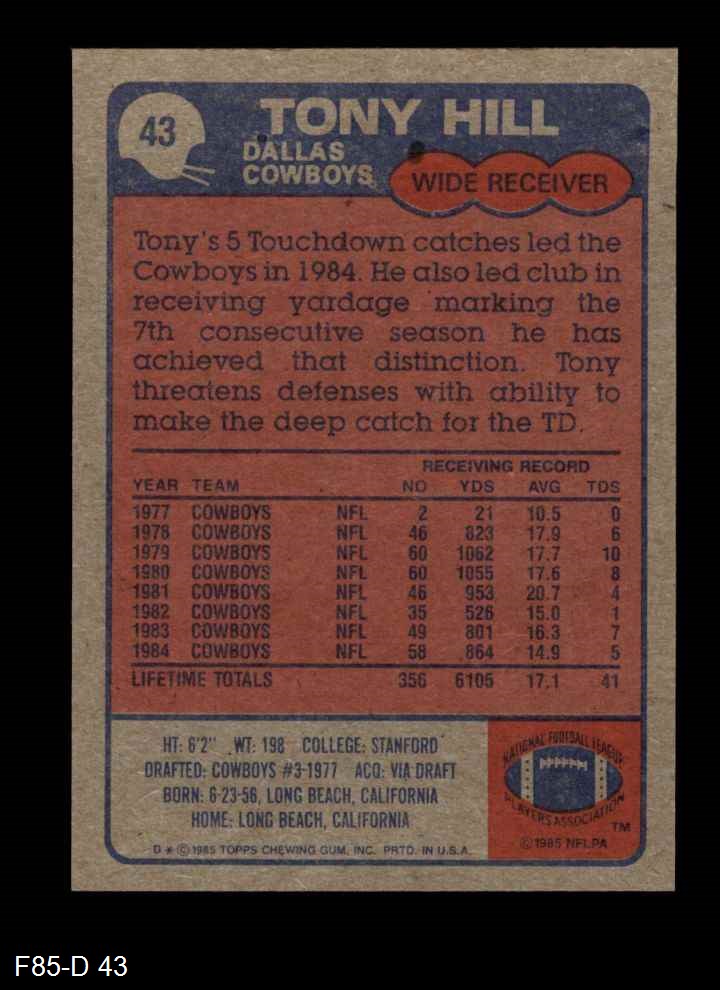 43
TONY HILL
DALLAS
COWBOYS
WIDE RECEIVER
Tony's 5 Touchdown catches led the
Cowboys in 1984. He also led club in
receiving yardage marking the
7th consecutive season he has
achieved that distinction. Tony
threatens defenses with ability to
make the deep catch for the TD.
RECEIVING RECORD
YEAR TEAM NO YDS AVG TDS
1977 COWBOYS NFL 2 21 10.5 0
1978 COWBOYS NFL 46 823 17.9 6
1979 COWBOYS NFL 60 1062 17.7 10
1980 COWBOYS NFL 60 1055 17.6 8
1981 COWBOYS NFL 46 953 20.7 4
1982 COWBOYS NFL 35 526 15.0 1
1983 COWBOYS NFL 49 801 16.3 7
1984 COWBOYS NFL 58 864 14.9 5
LIFETIME TOTALS 356 6105 17.1 41
HT: 6'2" WT: 198 COLLEGE: STANFORD
DRAFTED: COWBOYS #3-1977 ACQ: VIA DRAFT
BORN: 6-23-56, LONG BEACH, CALIFORNIA
HOME: LONG BEACH, CALIFORNIA
D * © 1985 TOPPS CHEWING GUM, INC. PRTD. IN U.S.A.
NATIONAL FOOTBALL LEAGUE
PLAYERS ASSOCIATION
TM
© 1985 NFLPA
F85-D 43